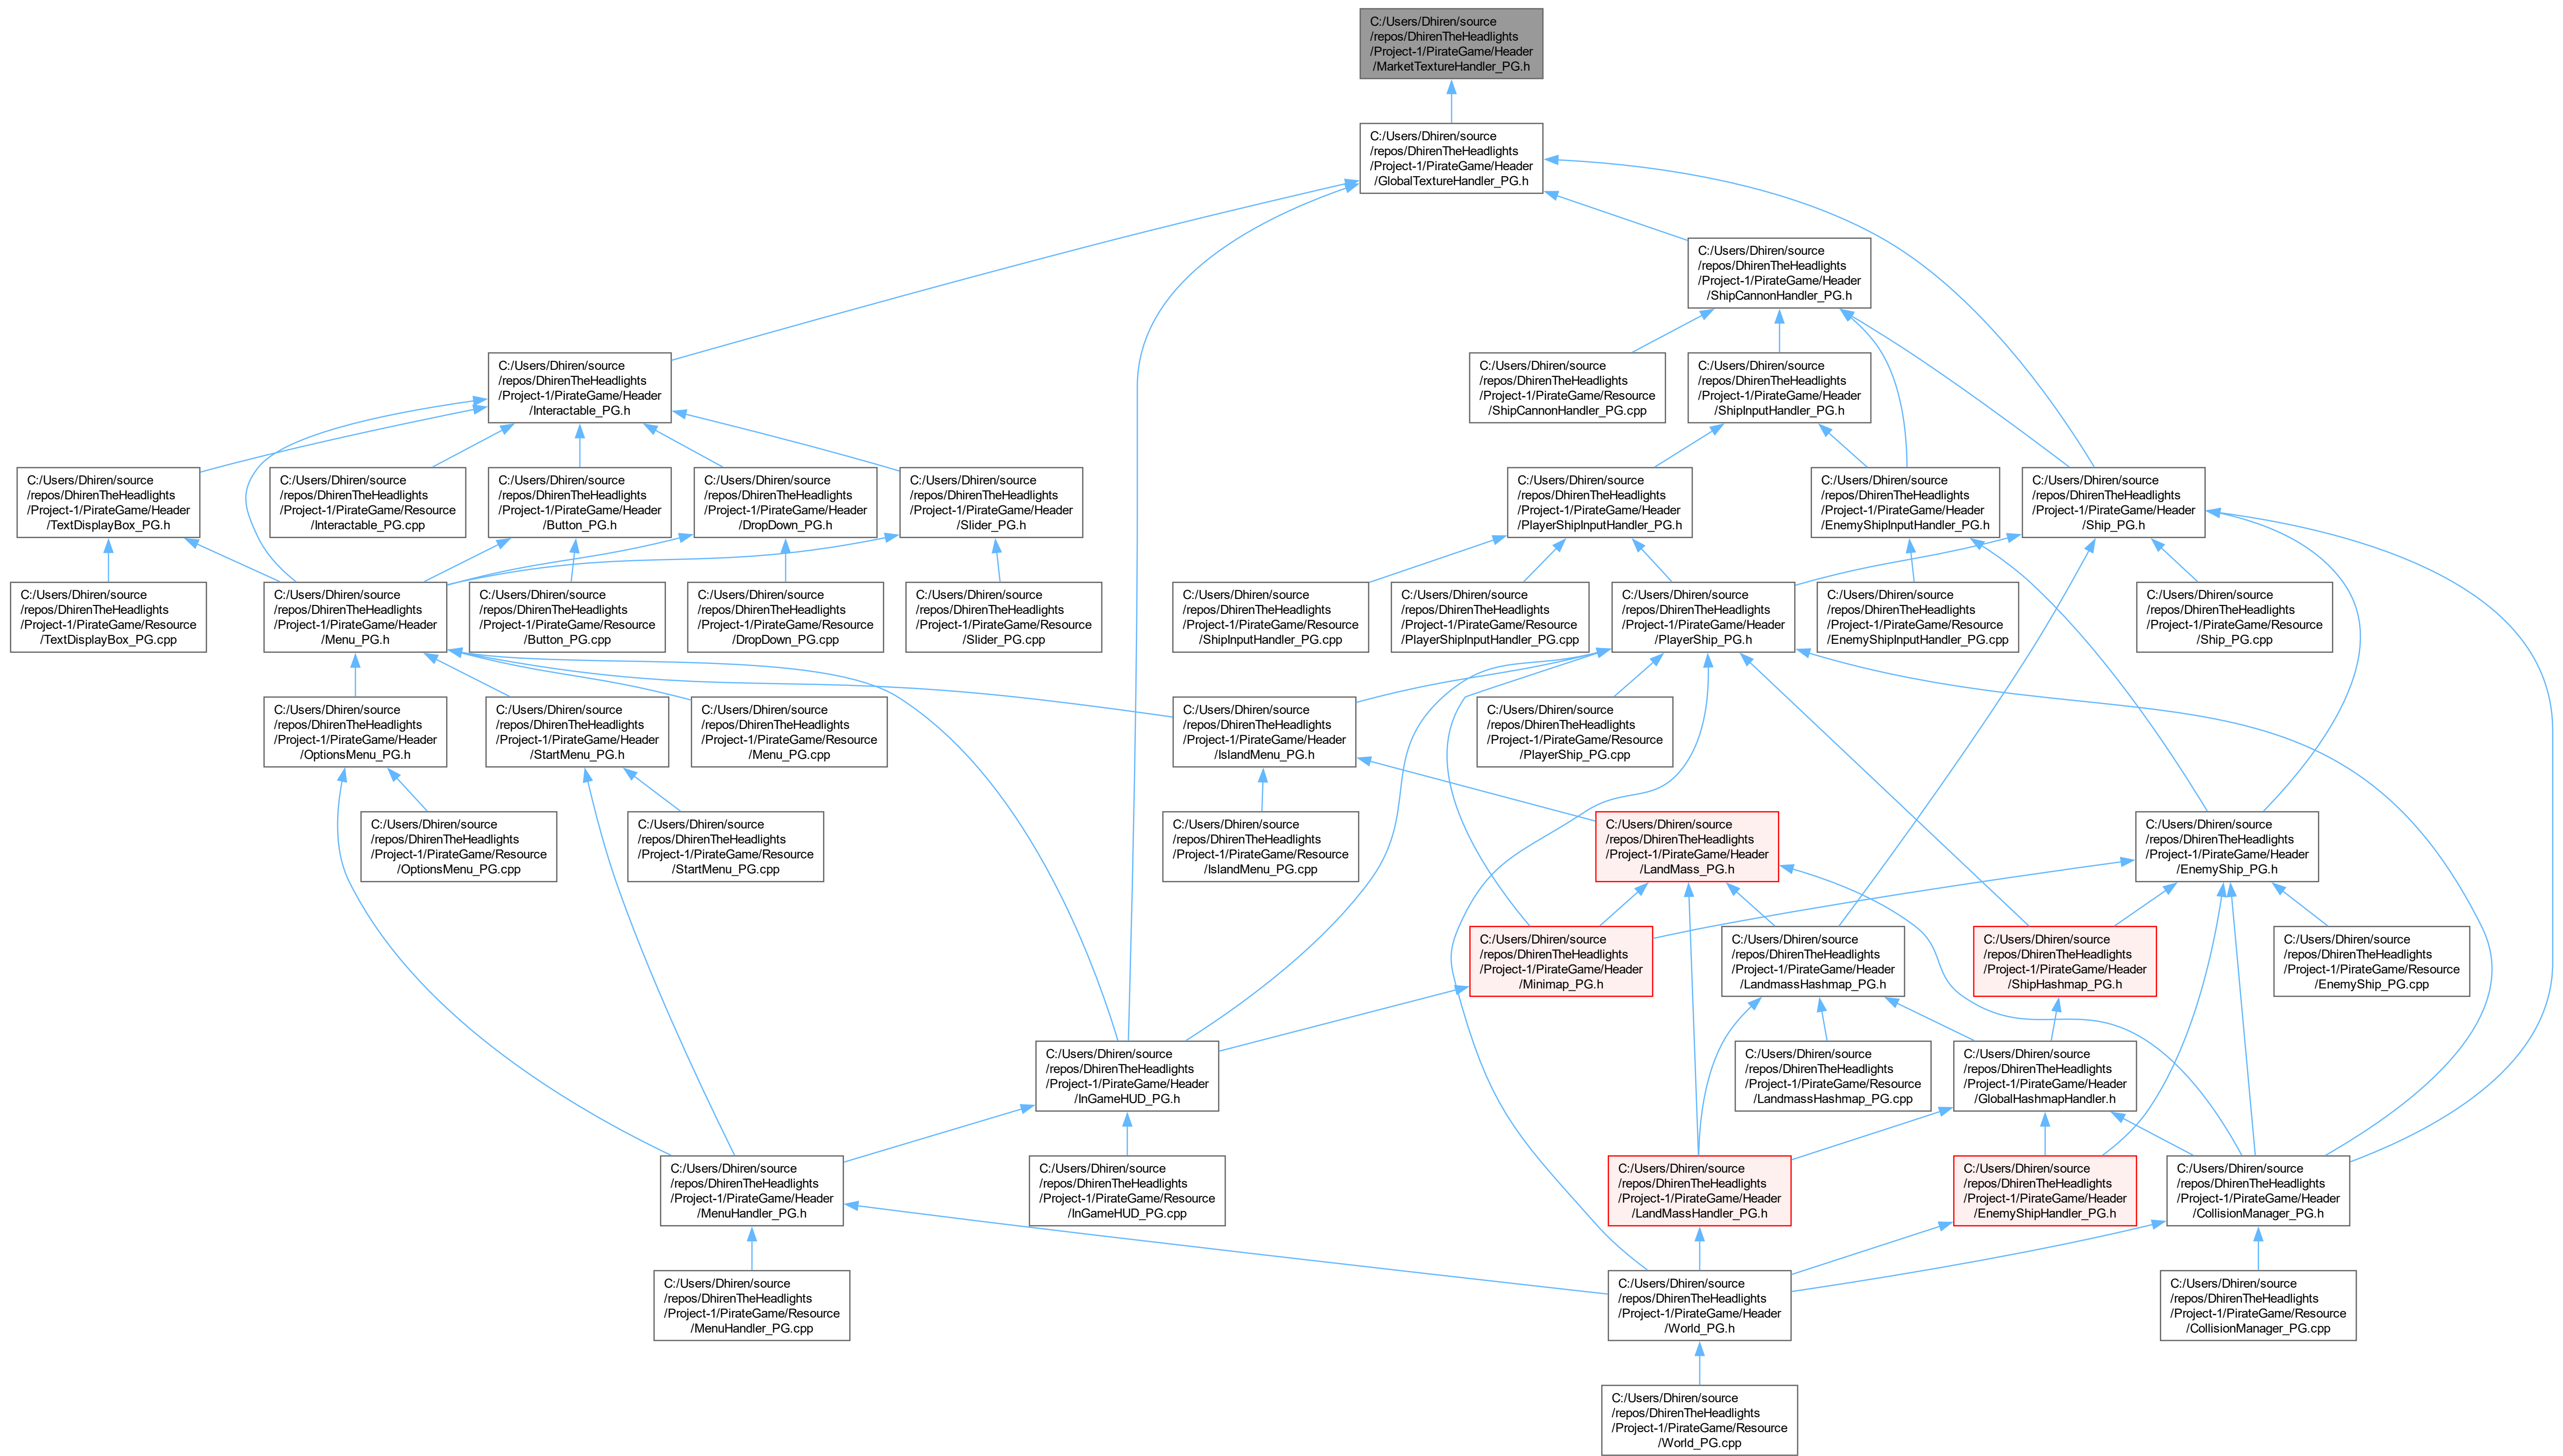 C:/Users/Dhiren/source
/repos/DhirenTheHeadlights
/Project-1/PirateGame/Header
/MarketTextureHandler_PG.h
C:/Users/Dhiren/source
/repos/DhirenTheHeadlights
/Project-1/PirateGame/Header
/GlobalTextureHandler_PG.h
C:/Users/Dhiren/source
/repos/DhirenTheHeadlights
/Project-1/PirateGame/Header
/ShipCannonHandler_PG.h
C:/Users/Dhiren/source
/repos/DhirenTheHeadlights
/Project-1/PirateGame/Header
/Interactable_PG.h
C:/Users/Dhiren/source
/repos/DhirenTheHeadlights
/Project-1/PirateGame/Resource
/ShipCannonHandler_PG.cpp
C:/Users/Dhiren/source
/repos/DhirenTheHeadlights
/Project-1/PirateGame/Header
/ShipInputHandler_PG.h
C:/Users/Dhiren/source
/repos/DhirenTheHeadlights
/Project-1/PirateGame/Header
/TextDisplayBox_PG.h
C:/Users/Dhiren/source
/repos/DhirenTheHeadlights
/Project-1/PirateGame/Resource
/Interactable_PG.cpp
C:/Users/Dhiren/source
/repos/DhirenTheHeadlights
/Project-1/PirateGame/Header
/Button_PG.h
C:/Users/Dhiren/source
/repos/DhirenTheHeadlights
/Project-1/PirateGame/Header
/DropDown_PG.h
C:/Users/Dhiren/source
/repos/DhirenTheHeadlights
/Project-1/PirateGame/Header
/Slider_PG.h
C:/Users/Dhiren/source
/repos/DhirenTheHeadlights
/Project-1/PirateGame/Header
/PlayerShipInputHandler_PG.h
C:/Users/Dhiren/source
/repos/DhirenTheHeadlights
/Project-1/PirateGame/Header
/EnemyShipInputHandler_PG.h
C:/Users/Dhiren/source
/repos/DhirenTheHeadlights
/Project-1/PirateGame/Header
/Ship_PG.h
C:/Users/Dhiren/source
/repos/DhirenTheHeadlights
/Project-1/PirateGame/Resource
/TextDisplayBox_PG.cpp
C:/Users/Dhiren/source
/repos/DhirenTheHeadlights
/Project-1/PirateGame/Header
/Menu_PG.h
C:/Users/Dhiren/source
/repos/DhirenTheHeadlights
/Project-1/PirateGame/Resource
/Button_PG.cpp
C:/Users/Dhiren/source
/repos/DhirenTheHeadlights
/Project-1/PirateGame/Resource
/DropDown_PG.cpp
C:/Users/Dhiren/source
/repos/DhirenTheHeadlights
/Project-1/PirateGame/Resource
/Slider_PG.cpp
C:/Users/Dhiren/source
/repos/DhirenTheHeadlights
/Project-1/PirateGame/Resource
/ShipInputHandler_PG.cpp
C:/Users/Dhiren/source
/repos/DhirenTheHeadlights
/Project-1/PirateGame/Resource
/PlayerShipInputHandler_PG.cpp
C:/Users/Dhiren/source
/repos/DhirenTheHeadlights
/Project-1/PirateGame/Header
/PlayerShip_PG.h
C:/Users/Dhiren/source
/repos/DhirenTheHeadlights
/Project-1/PirateGame/Resource
/EnemyShipInputHandler_PG.cpp
C:/Users/Dhiren/source
/repos/DhirenTheHeadlights
/Project-1/PirateGame/Resource
/Ship_PG.cpp
C:/Users/Dhiren/source
/repos/DhirenTheHeadlights
/Project-1/PirateGame/Header
/OptionsMenu_PG.h
C:/Users/Dhiren/source
/repos/DhirenTheHeadlights
/Project-1/PirateGame/Header
/StartMenu_PG.h
C:/Users/Dhiren/source
/repos/DhirenTheHeadlights
/Project-1/PirateGame/Resource
/Menu_PG.cpp
C:/Users/Dhiren/source
/repos/DhirenTheHeadlights
/Project-1/PirateGame/Header
/IslandMenu_PG.h
C:/Users/Dhiren/source
/repos/DhirenTheHeadlights
/Project-1/PirateGame/Resource
/PlayerShip_PG.cpp
C:/Users/Dhiren/source
/repos/DhirenTheHeadlights
/Project-1/PirateGame/Resource
/OptionsMenu_PG.cpp
C:/Users/Dhiren/source
/repos/DhirenTheHeadlights
/Project-1/PirateGame/Resource
/StartMenu_PG.cpp
C:/Users/Dhiren/source
/repos/DhirenTheHeadlights
/Project-1/PirateGame/Resource
/IslandMenu_PG.cpp
C:/Users/Dhiren/source
/repos/DhirenTheHeadlights
/Project-1/PirateGame/Header
/LandMass_PG.h
C:/Users/Dhiren/source
/repos/DhirenTheHeadlights
/Project-1/PirateGame/Header
/EnemyShip_PG.h
C:/Users/Dhiren/source
/repos/DhirenTheHeadlights
/Project-1/PirateGame/Header
/Minimap_PG.h
C:/Users/Dhiren/source
/repos/DhirenTheHeadlights
/Project-1/PirateGame/Header
/LandmassHashmap_PG.h
C:/Users/Dhiren/source
/repos/DhirenTheHeadlights
/Project-1/PirateGame/Header
/ShipHashmap_PG.h
C:/Users/Dhiren/source
/repos/DhirenTheHeadlights
/Project-1/PirateGame/Resource
/EnemyShip_PG.cpp
C:/Users/Dhiren/source
/repos/DhirenTheHeadlights
/Project-1/PirateGame/Header
/InGameHUD_PG.h
C:/Users/Dhiren/source
/repos/DhirenTheHeadlights
/Project-1/PirateGame/Resource
/LandmassHashmap_PG.cpp
C:/Users/Dhiren/source
/repos/DhirenTheHeadlights
/Project-1/PirateGame/Header
/GlobalHashmapHandler.h
C:/Users/Dhiren/source
/repos/DhirenTheHeadlights
/Project-1/PirateGame/Header
/MenuHandler_PG.h
C:/Users/Dhiren/source
/repos/DhirenTheHeadlights
/Project-1/PirateGame/Resource
/InGameHUD_PG.cpp
C:/Users/Dhiren/source
/repos/DhirenTheHeadlights
/Project-1/PirateGame/Header
/LandMassHandler_PG.h
C:/Users/Dhiren/source
/repos/DhirenTheHeadlights
/Project-1/PirateGame/Header
/EnemyShipHandler_PG.h
C:/Users/Dhiren/source
/repos/DhirenTheHeadlights
/Project-1/PirateGame/Header
/CollisionManager_PG.h
C:/Users/Dhiren/source
/repos/DhirenTheHeadlights
/Project-1/PirateGame/Resource
/MenuHandler_PG.cpp
C:/Users/Dhiren/source
/repos/DhirenTheHeadlights
/Project-1/PirateGame/Header
/World_PG.h
C:/Users/Dhiren/source
/repos/DhirenTheHeadlights
/Project-1/PirateGame/Resource
/CollisionManager_PG.cpp
C:/Users/Dhiren/source
/repos/DhirenTheHeadlights
/Project-1/PirateGame/Resource
/World_PG.cpp